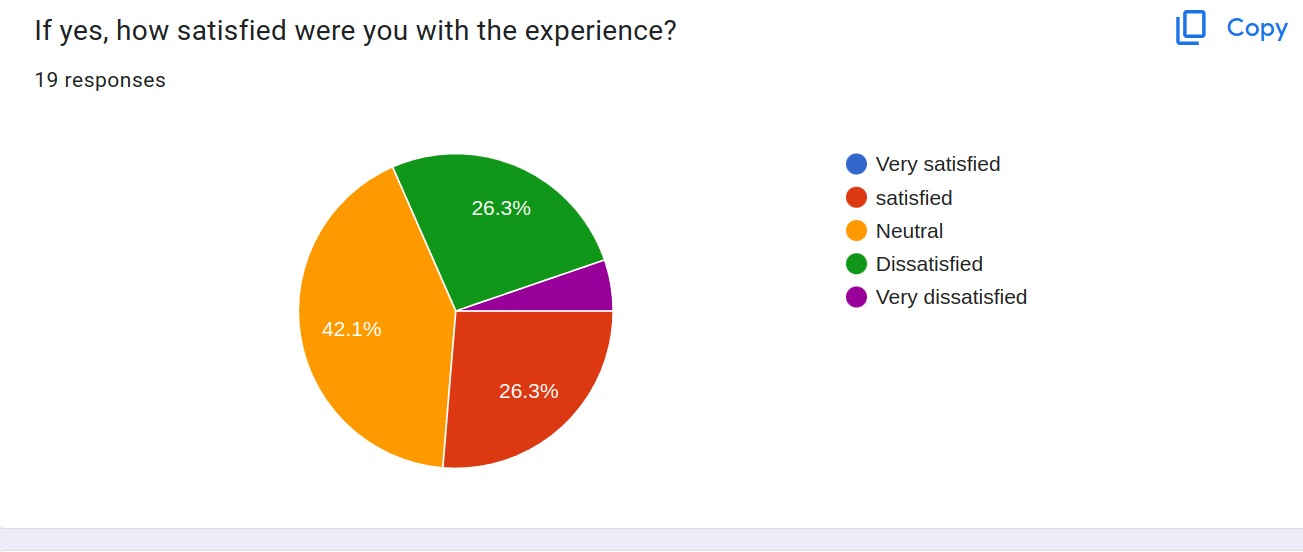 If yes, how satisfied were you with the experience?
Copy
19 responses
26.3%
42.1%
26.3%
Very satisfied
satisfied
Neutral
Dissatisfied
Very dissatisfied